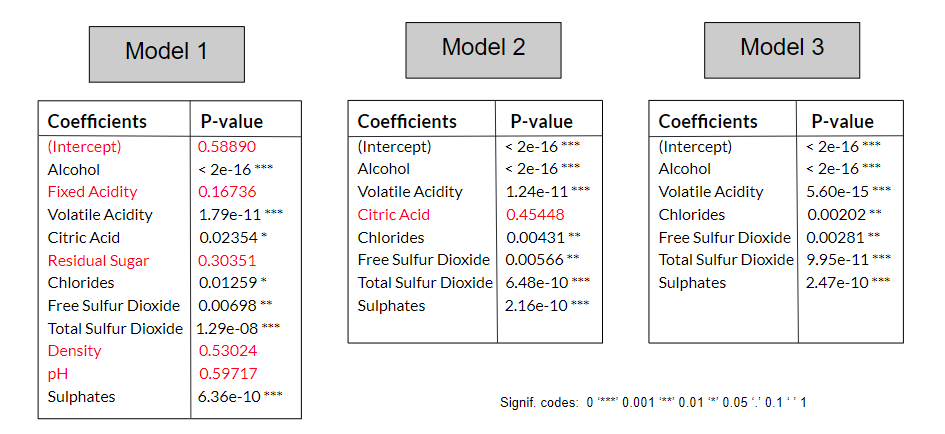 Model 1
Coefficients P-value
(Intercept) 0.58890
Alcohol < 2e-16 ***
Fixed Acidity 0.16736
Volatile Acidity 1.79e-11 ***
Citric Acid 0.02354 *
Residual Sugar 0.30351
Chlorides 0.01259 *
Free Sulfur Dioxide 0.00698 **
Total Sulfur Dioxide 1.29e-08 ***
Density 0.53024
pH 0.59717
Sulphates 6.36e-10 ***
Model 2
Coefficients P-value
(Intercept) < 2e-16 ***
Alcohol < 2e-16 ***
Volatile Acidity 1.24e-11 ***
Citric Acid 0.45448
Chlorides 0.00431 **
Free Sulfur Dioxide 0.00566 **
Total Sulfur Dioxide 6.48e-10 ***
Sulphates 2.16e-10 ***
Model 3
Coefficients P-value
(Intercept) < 2e-16 ***
Alcohol < 2e-16 ***
Volatile Acidity 5.60e-15 ***
Chlorides 0.00202 **
Free Sulfur Dioxide 0.00281 **
Total Sulfur Dioxide 9.95e-11 ***
Sulphates 2.47e-10 ***
Signif. codes: 0 ‘***’ 0.001 ‘**’ 0.01 ‘*’ 0.05 ‘.’ 0.1 ‘ ’ 1